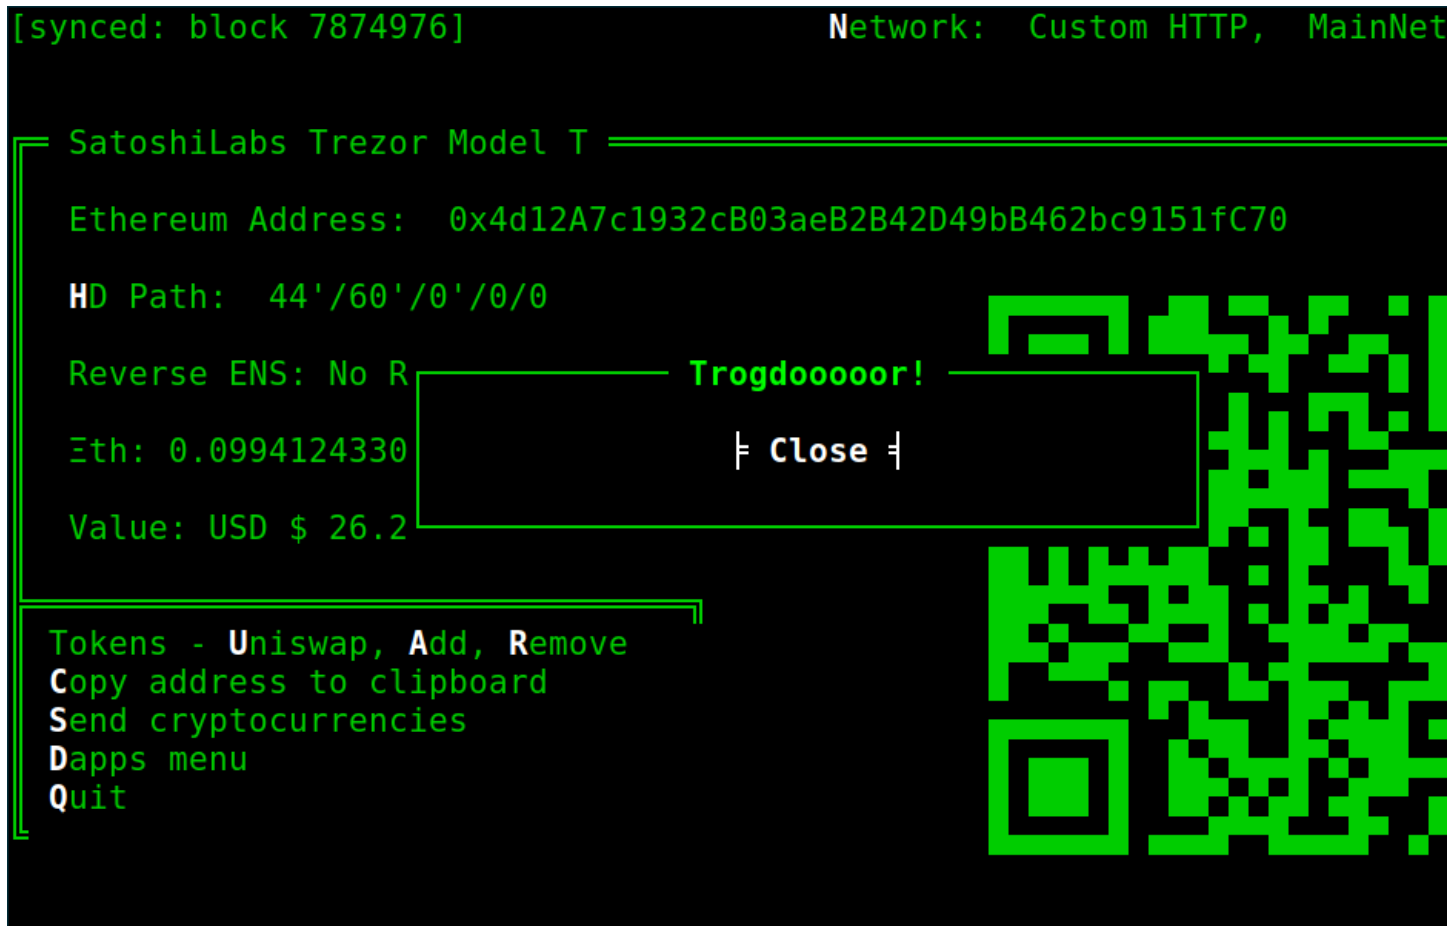 [synced: block 7874976] Network: Custom HTTP, MainNet
SatoshiLabs Trezor Model T
Ethereum Address: 0x4d12A7c1932cB03aeB2B42D49bB462bc9151fC70
HD Path: 44'/60'/0'/0/0
Reverse ENS: No R
Trogdooooor!
Ξth: 0.0994124330
Close
Value: USD $ 26.2
Tokens - Uniswap, Add, Remove
Copy address to clipboard
Send cryptocurrencies
Dapps menu
Quit